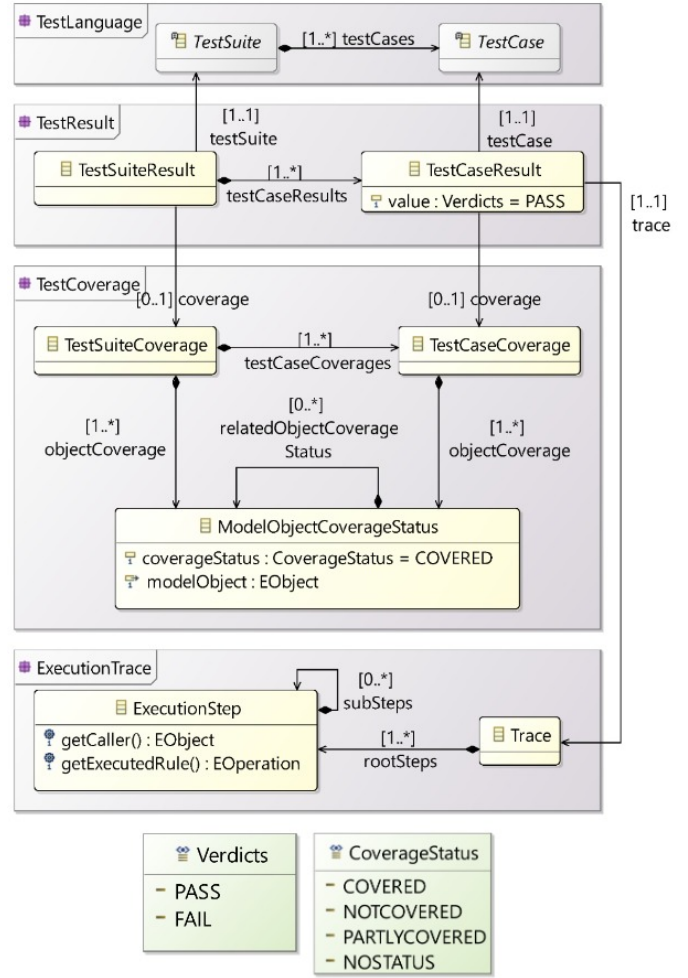 TestLanguage
TestSuite
[1..*] testCases
TestCase
[1..1]
testSuite
[1..1]
testCase
TestResult
TestSuiteResult
[1..*]
testCaseResults
TestCaseResult
value : Verdicts = PASS
[1..1]
trace
TestCoverage
[0..1] coverage
[0..1] coverage
TestSuiteCoverage
[1..*]
testCaseCoverages
TestCaseCoverage
[1..*]
objectCoverage
[0..*]
relatedObjectCoverage
Status
[1..*]
objectCoverage
ModelObjectCoverageStatus
coverageStatus : CoverageStatus = COVERED
modelObject : EObject
ExecutionTrace
ExecutionStep
getCaller() : EObject
getExecutedRule() : EOperation
[0..*]
subSteps
[1..*]
rootSteps
Trace
Verdicts
PASS
FAIL
CoverageStatus
COVERED
NOTCOVERED
PARTLYCOVERED
NOSTATUS